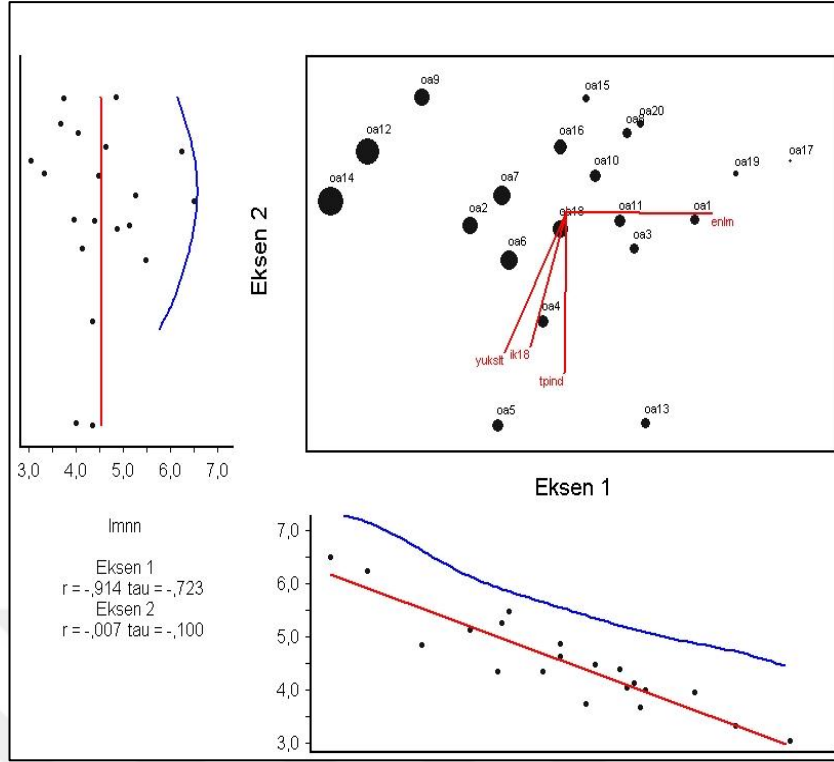 Eksen 2
3,0 4,0 5,0 6,0 7,0
oa9
oa15
oa20
oa8
oa12
oa16
oa17
oa19
oa14
oa7
oa10
oa2
oa18
oa11
oa1
enlm
oa6
oa3
oa4
yukslt
ik18
tpind
oa5
oa13
Eksen 1
lmnn
Eksen 1
r = -,914 tau = -,723
Eksen 2
r = -,007 tau = -,100
7,0
6,0
5,0
4,0
3,0